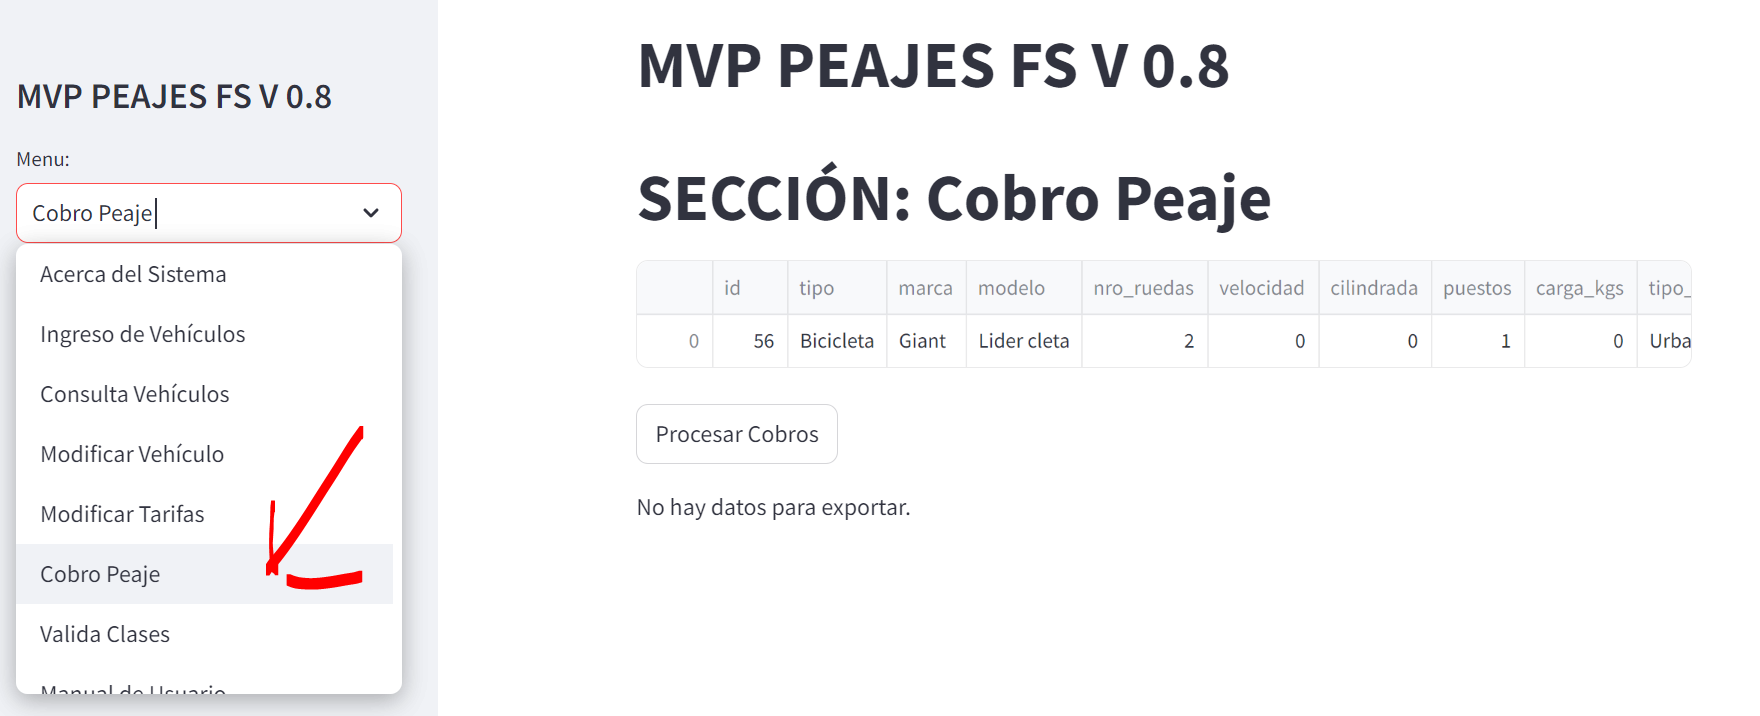 MVP PEAJES FS V 0.8
Menu:
Cobro Peaje
Acerca del Sistema
Ingreso de Vehículos
Consulta Vehículos
Modificar Vehículo
Modificar Tarifas
Cobro Peaje
Valida Clases
Manual de Usuario
MVP PEAJES FS V 0.8
SECCIÓN: Cobro Peaje
id tipo marca modelo nro_ruedas velocidad cilindrada puestos carga_kgs tipo_
0 56 Bicicleta Giant Lider cleta 2 0 0 1 0 Urba
Procesar Cobros
No hay datos para exportar.